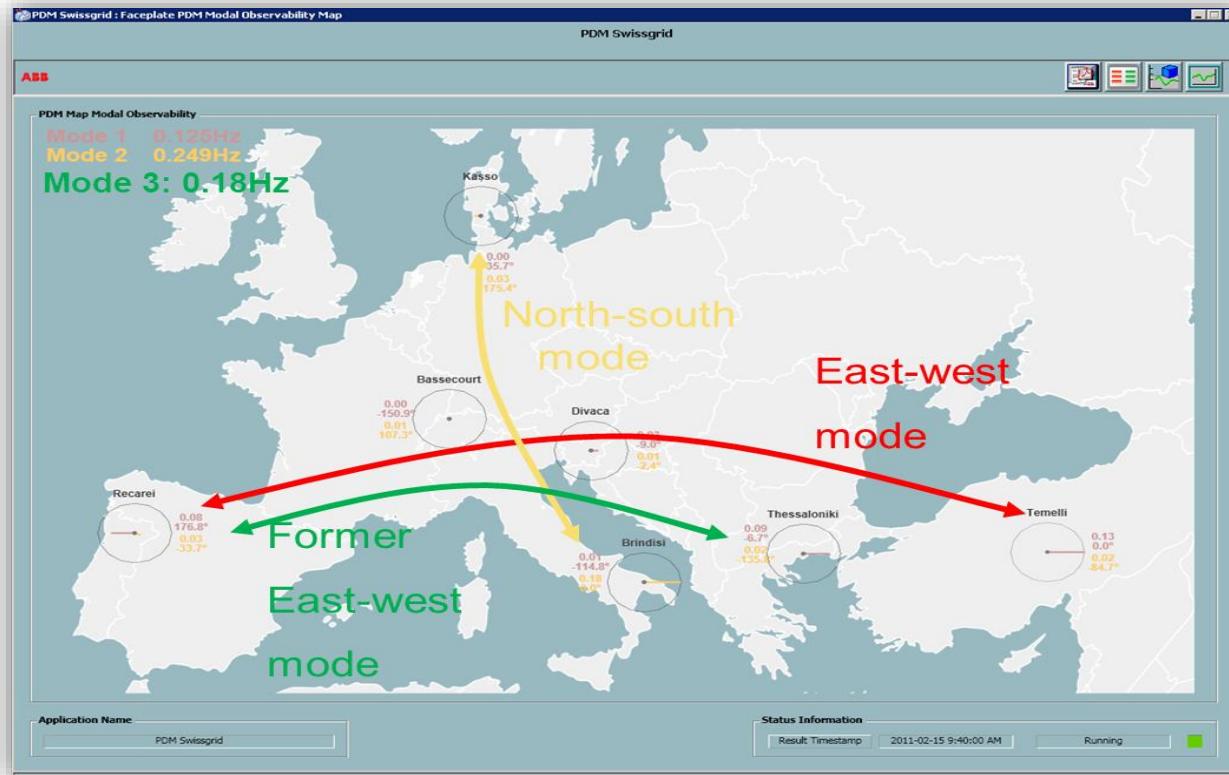 PDM Swissgrid : Faceplate PDM Modal Observability Map
PDM Swissgrid
ABB
PDM Map Modal Observability
Mode 1 0.125Hz
Mode 2 0.249Hz
Mode 3: 0.18Hz
Kasso
0.00
35.7°
0.03
175.4°
North-south
mode
East-west
mode
Bassecourt
0.00
-150.9°
0.01
107.3°
Divaca
-9.0°
0.01
-2.4°
Recarei
0.08
176.8°
0.03
-33.7°
Former
East-west
mode
Thessaloniki
0.09
-6.7°
0.02
Temelli
0.13
0.0°
0.02
-84.7°
Brindisi
0.01
-114.8°
0.18
Application Name
PDM Swissgrid
Status Information
Result Timestamp
2011-02-15 9:40:00 AM
Running